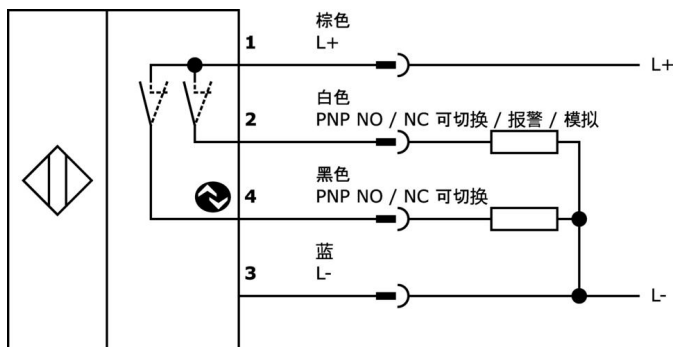 棕色
1 L+
L+
白色
2 PNP NO / NC 可切换 / 报警 / 模拟
黑色
4 PNP NO / NC 可切换
蓝
3 L-
L-